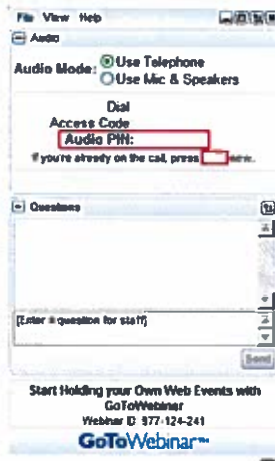 File View Help
Audio
Audio Mode: Use Telephone
Use Mic & Speakers
Dial
Access Code
Audio PIN:
If you're already on the call, press now.
Questions
[Enter a question for staff]
Send
Start Holding your Own Web Events with
GoToWebinar
Webinar ID: 977-124-241
GoToWebinar™